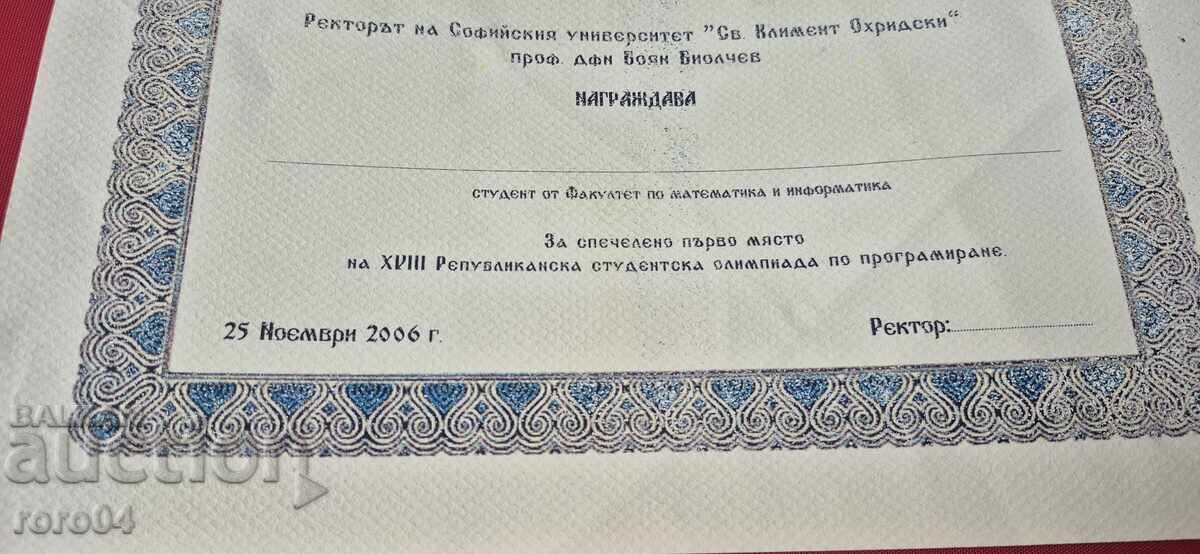 Ректорът на Софийския университет "Св. Климент Охридски"
проф. дфн Боян Биолчев
НАГРАЖДАВА
студент от Факултет по математика и информатика
За спечелено първо място
на XVIII Републиканска студентска олимпиада по програмиране.
25 Ноември 2006 г.
Ректор:
auction
roro04